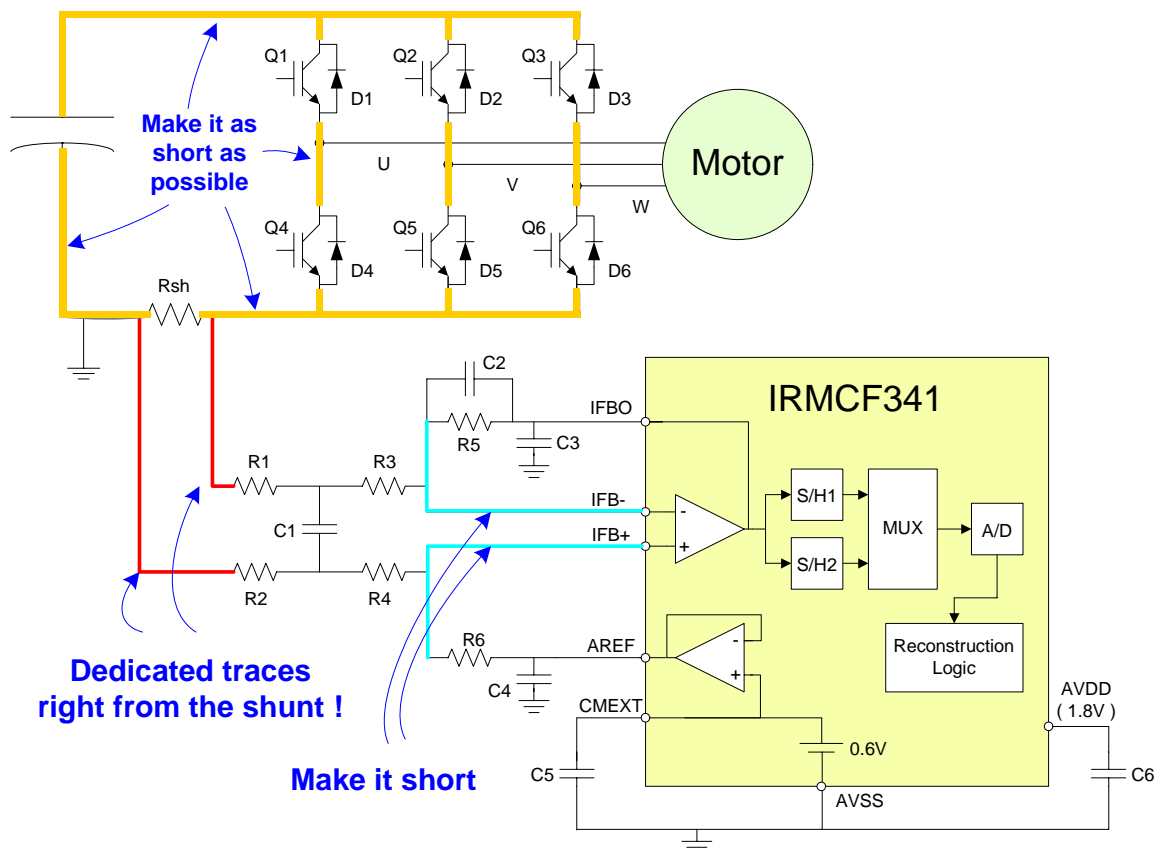 Q1
Q2
Q3
D1
D2
D3
Make it as
short as
possible
U
V
W
Motor
Q4
Q5
Q6
D4
D5
D6
Rsh
C2
R5
C3
IFBO
IRMCF341
R1
R3
C1
IFB-
IFB+
-
+
S/H1
S/H2
MUX
A/D
R2
R4
Reconstruction
Logic
R6
C4
AREF
-
+
Dedicated traces
right from the shunt !
CMEXT
AVDD
( 1.8V )
0.6V
Make it short
C5
C6
AVSS